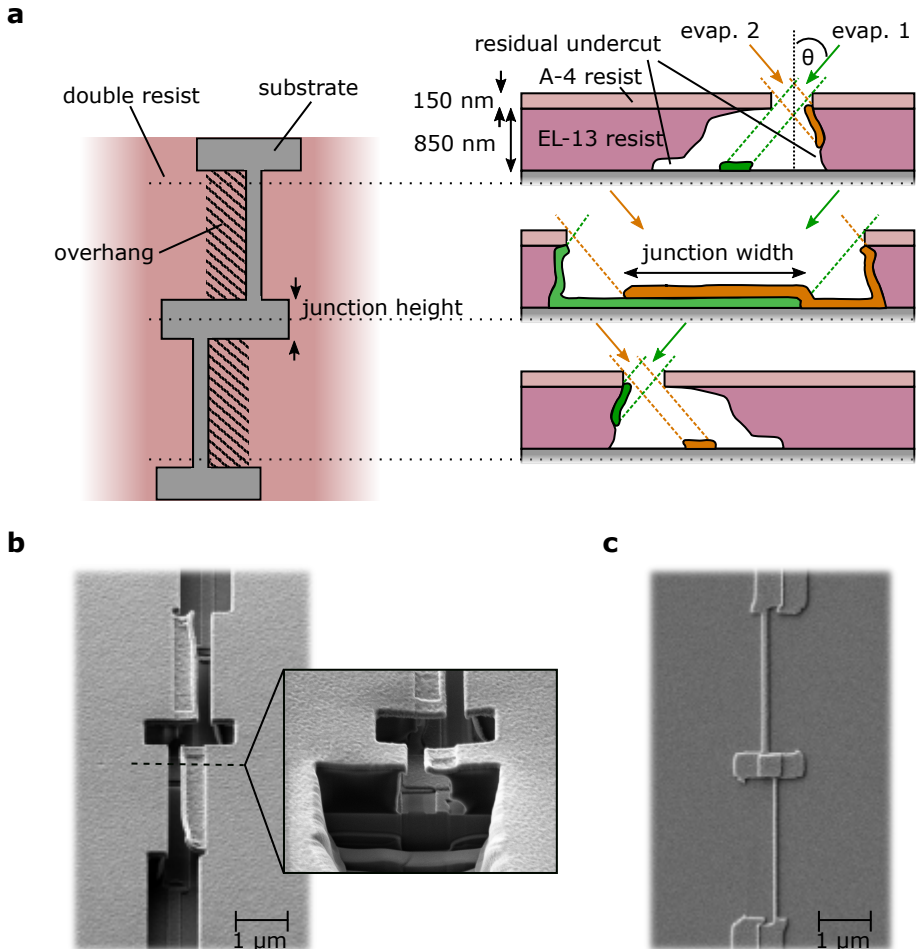 a
evap. 2
evap. 1
residual undercut
θ
A-4 resist
substrate
double resist
150 nm
850 nm
EL-13 resist
overhang
junction width
junction height
b
c
1 µm
1 µm